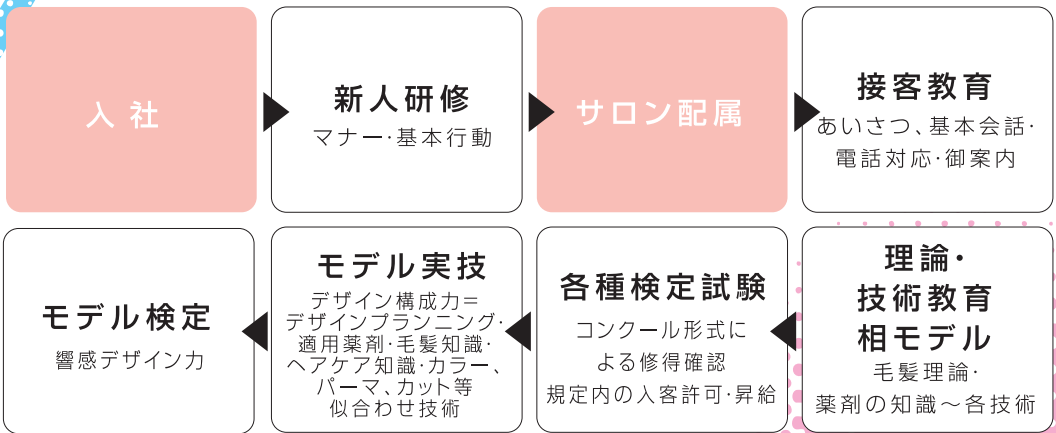 入社
新人研修
マナー・基本行動
サロン配属
接客教育
あいさつ、基本会話・
電話対応・御案内
理論・
技術教育
相モデル
毛髪理論・
薬剤の知識～各技術
各種検定試験
コンクール形式に
よる修得確認
規定内の入客許可・昇給
モデル実技
デザイン構成力＝
デザインプランニング・
適用薬剤・毛髪知識・
ヘアケア知識・カラー、
パーマ、カット等
似合わせ技術
モデル検定
響感デザイン力